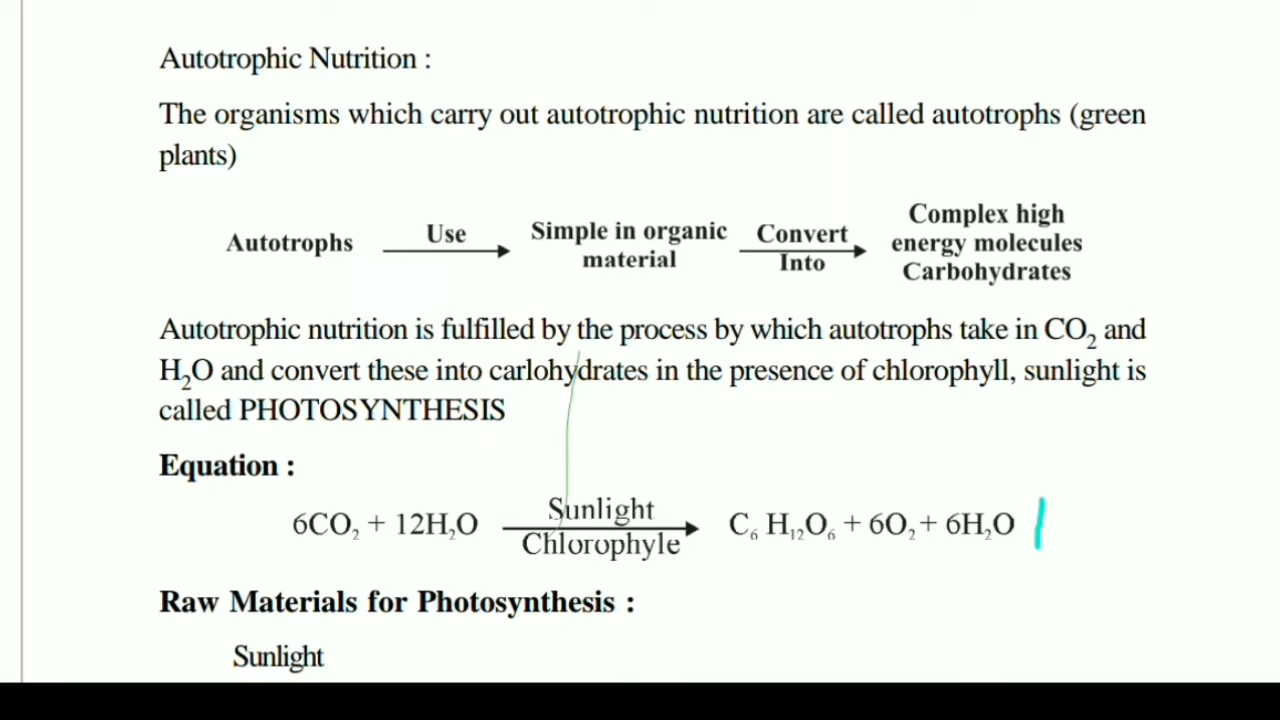 Autotrophic Nutrition :
The organisms which carry out autotrophic nutrition are called autotrophs (green
plants)
Autotrophs Use Simple in organic material Convert Into Complex high energy molecules Carbohydrates
Autotrophic nutrition is fulfilled by the process by which autotrophs take in CO₂ and
H₂O and convert these into carlohydrates in the presence of chlorophyll, sunlight is
called PHOTOSYNTHESIS
Equation :
6CO₂ + 12H₂O Sunlight Chlorophyle C₆ H₁₂O₆ + 6O₂ + 6H₂O
Raw Materials for Photosynthesis :
Sunlight